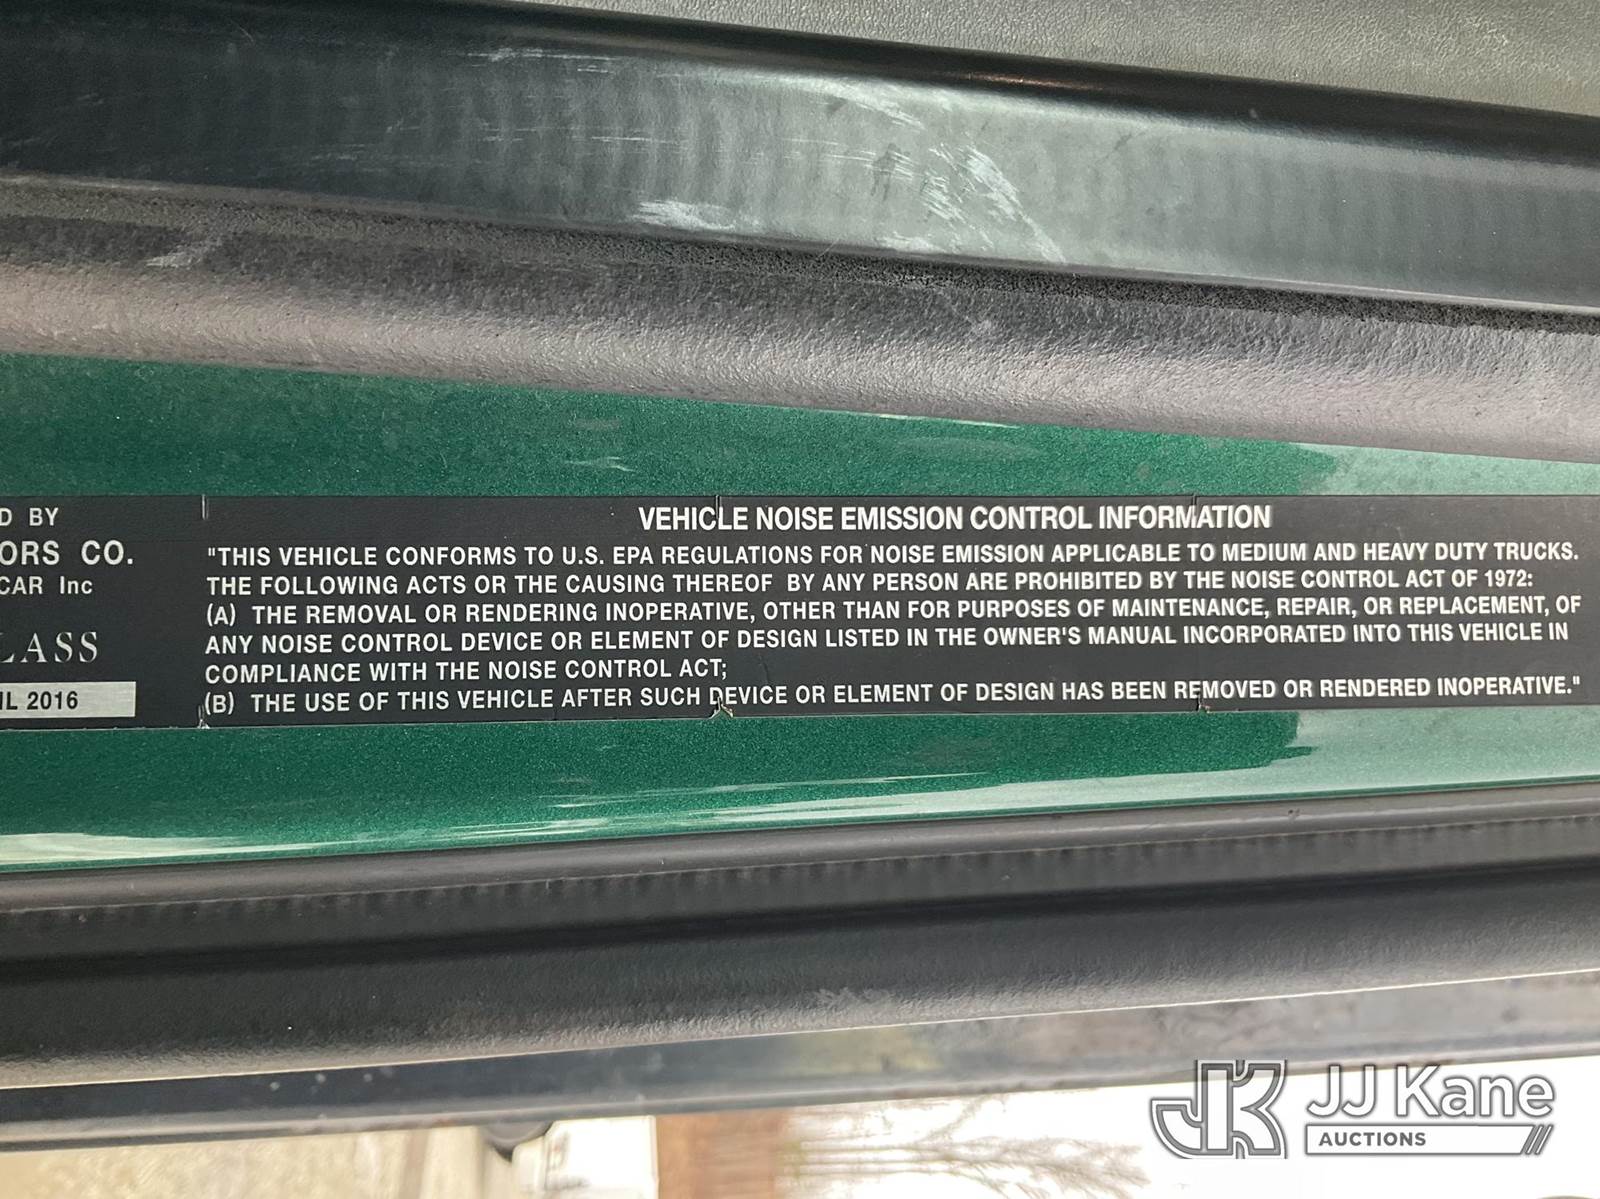 D BY
ORS CO.
CAR Inc
LASS
IL 2016
VEHICLE NOISE EMISSION CONTROL INFORMATION
"THIS VEHICLE CONFORMS TO U.S. EPA REGULATIONS FOR NOISE EMISSION APPLICABLE TO MEDIUM AND HEAVY DUTY TRUCKS.
THE FOLLOWING ACTS OR THE CAUSING THEREOF BY ANY PERSON ARE PROHIBITED BY THE NOISE CONTROL ACT OF 1972:
(A) THE REMOVAL OR RENDERING INOPERATIVE, OTHER THAN FOR PURPOSES OF MAINTENANCE, REPAIR, OR REPLACEMENT, OF
ANY NOISE CONTROL DEVICE OR ELEMENT OF DESIGN LISTED IN THE OWNER'S MANUAL INCORPORATED INTO THIS VEHICLE IN
COMPLIANCE WITH THE NOISE CONTROL ACT;
(B) THE USE OF THIS VEHICLE AFTER SUCH DEVICE OR ELEMENT OF DESIGN HAS BEEN REMOVED OR RENDERED INOPERATIVE."
JK JJ Kane
AUCTIONS